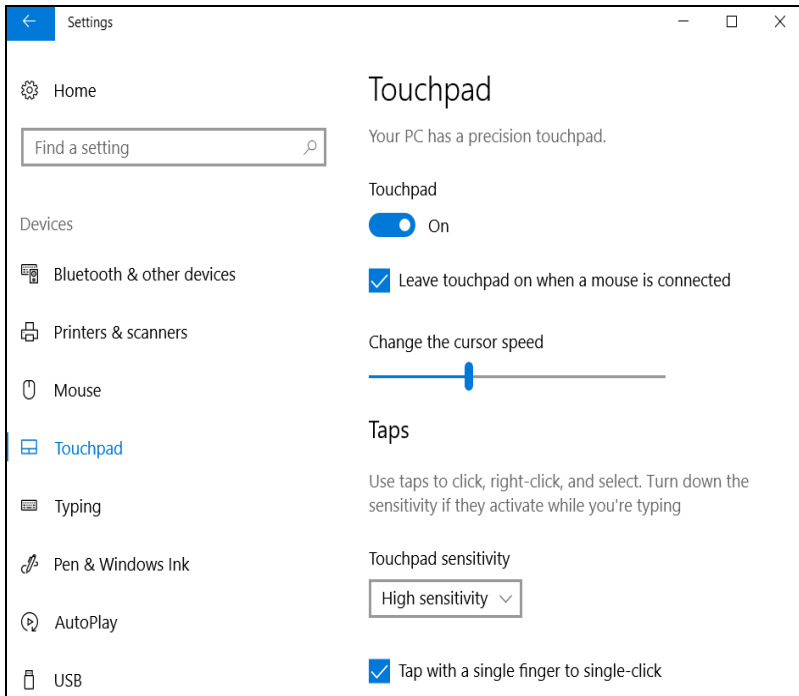 Settings
Home
Find a setting
Devices
Bluetooth & other devices
Printers & scanners
Mouse
Touchpad
Typing
Pen & Windows Ink
AutoPlay
USB
Touchpad
Your PC has a precision touchpad.
Touchpad
On
Leave touchpad on when a mouse is connected
Change the cursor speed
Taps
Use taps to click, right-click, and select. Turn down the
sensitivity if they activate while you're typing
Touchpad sensitivity
High sensitivity
Tap with a single finger to single-click